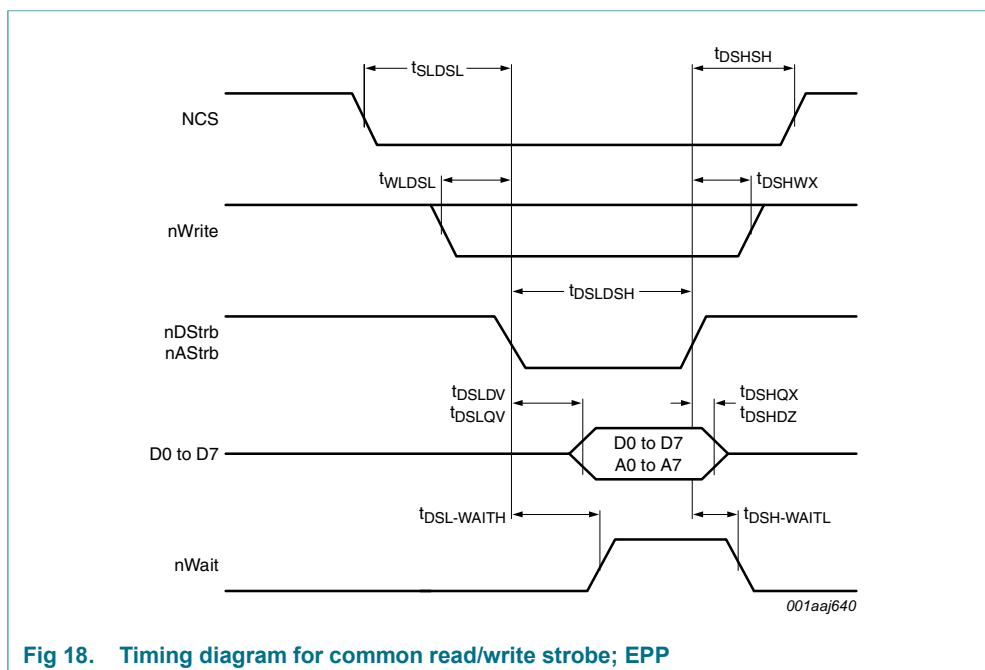 tSLDSL tDSHSH
NCS
tWLDSL tDSHWX
nWrite
tDSLDSH
nDStrb
nAStrb
tDSLDV tDSHQX
tDSLQV tDSHDZ
D0 to D7 D0 to D7
A0 to A7
tDSL-WAITH tDSH-WAITL
nWait
001aaj640
Fig 18. Timing diagram for common read/write strobe; EPP